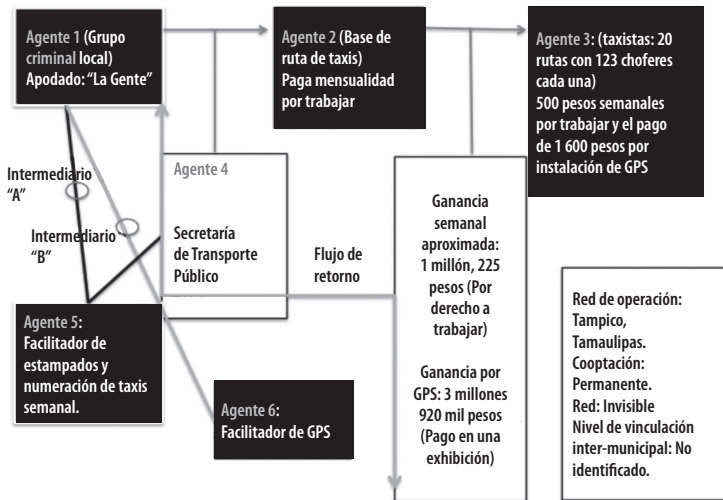 Agente 1 (Grupo
criminal local)
Apodado: “La Gente”
Agente 2 (Base de
ruta de taxis)
Paga mensualidad
por trabajar
Agente 3: (taxistas: 20
rutas con 123 choferes
cada una)
500 pesos semanales
por trabajar y el pago
de 1 600 pesos por
instalación de GPS
Intermediario
“A”
Intermediario
“B”
Agente 4
Secretaría
de Transporte
Público
Flujo de
retorno
Ganancia
semanal
aproximada:
1 millón, 225
pesos (Por
derecho a
trabajar)
Ganancia por
GPS: 3 millones
920 mil pesos
(Pago en una
exhibición)
Agente 5:
Facilitador de
estampados y
numeración de taxis
semanal.
Agente 6:
Facilitador de GPS
Red de operación:
Tampico,
Tamaulipas.
Cooptación:
Permanente.
Red: Invisible
Nivel de vinculación
inter-municipal: No
identificado.